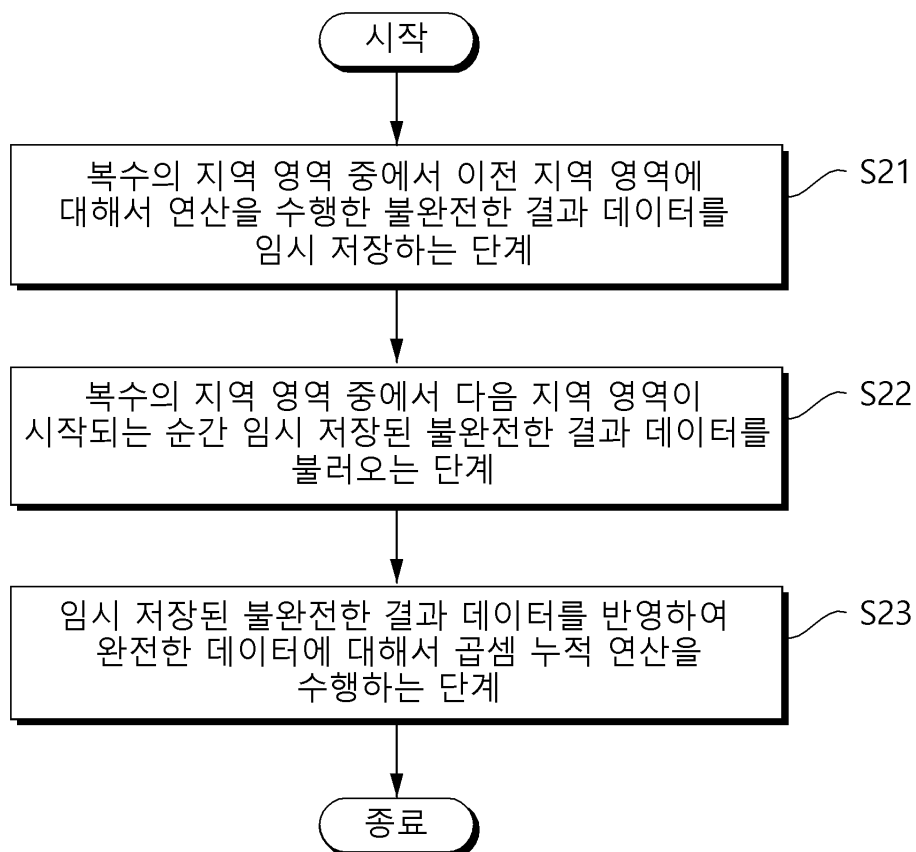 시작
복수의 지역 영역 중에서 이전 지역 영역에
대해서 연산을 수행한 불완전한 결과 데이터를
임시 저장하는 단계
S21
복수의 지역 영역 중에서 다음 지역 영역이
시작되는 순간 임시 저장된 불완전한 결과 데이터를
불러오는 단계
S22
임시 저장된 불완전한 결과 데이터를 반영하여
완전한 데이터에 대해서 곱셈 누적 연산을
수행하는 단계
S23
종료